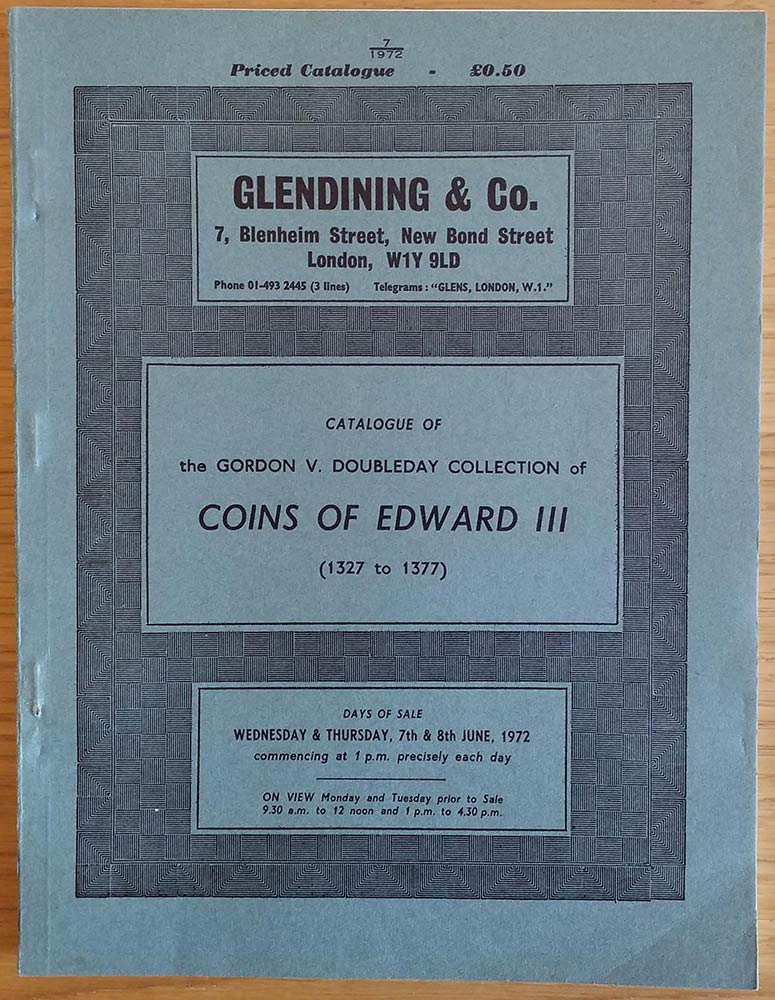 7
1972
Priced Catalogue - £0.50
GLENDINING & Co.
7, Blenheim Street, New Bond Street
London, W1Y 9LD
Phone 01-493 2445 (3 lines) Telegrams: "GLENS, LONDON, W.1."
CATALOGUE OF
the GORDON V. DOUBLEDAY COLLECTION of
COINS OF EDWARD III
(1327 to 1377)
DAYS OF SALE
WEDNESDAY & THURSDAY, 7th & 8th JUNE, 1972
commencing at 1 p.m. precisely each day
ON VIEW Monday and Tuesday prior to Sale
9.30 a.m. to 12 noon and 1 p.m. to 4.30 p.m.